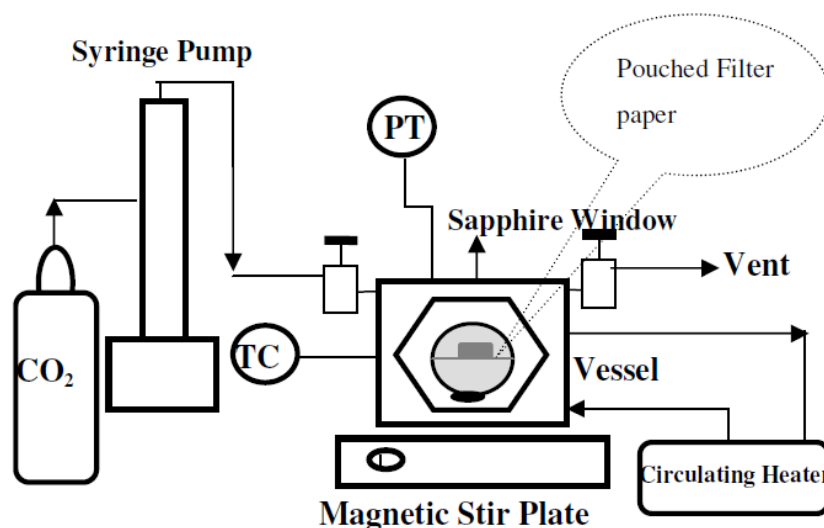 Syringe Pump
Pouched Filter
paper
PT
Sapphire Window
Vent
TC
CO₂
Vessel
Circulating Heater
Magnetic Stir Plate